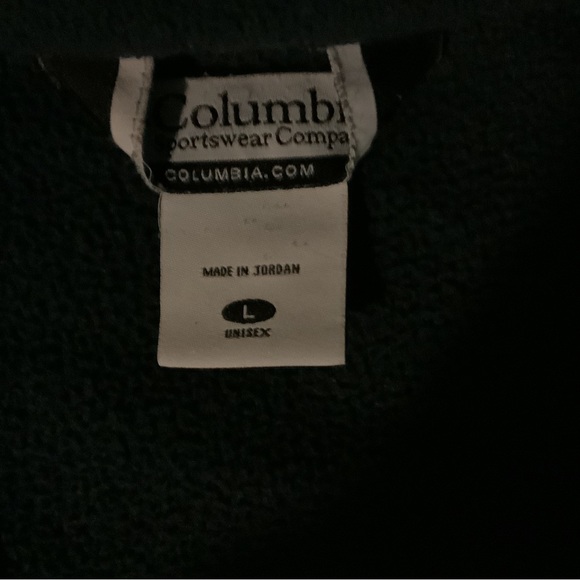 Columbi
portswear Compa
COLUMBIA.COM
MADE IN JORDAN
L
UNISEX